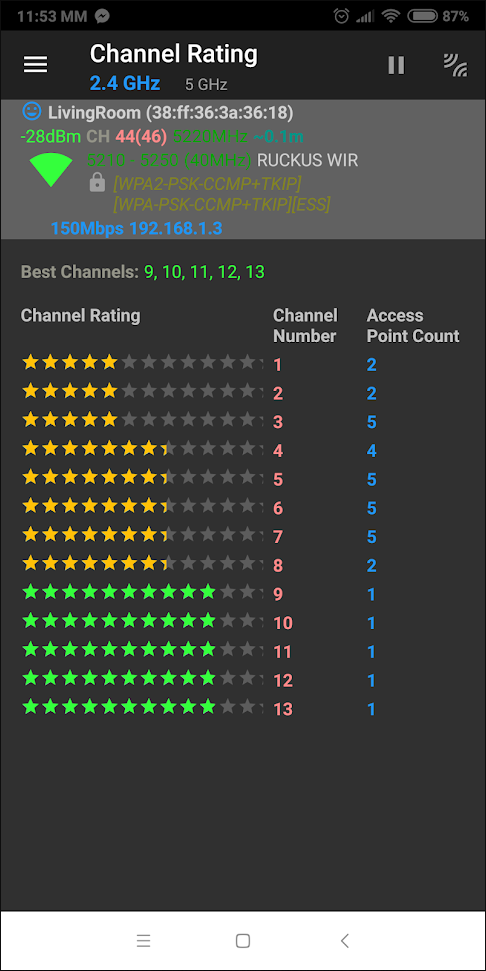 11:53 MM 87%
Channel Rating
2.4 GHz 5 GHz
LivingRoom (38:ff:36:3a:36:18)
-28dBm CH 44(46) 5220MHz ~0.1m
5210 - 5250 (40MHz) RUCKUS WIR
[WPA2-PSK-CCMP+TKIP]
[WPA-PSK-CCMP+TKIP][ESS]
150Mbps 192.168.1.3
Best Channels: 9, 10, 11, 12, 13
Channel Rating Channel Number Access Point Count
1 2
2 2
3 5
4 4
5 5
6 5
7 5
8 2
9 1
10 1
11 1
12 1
13 1